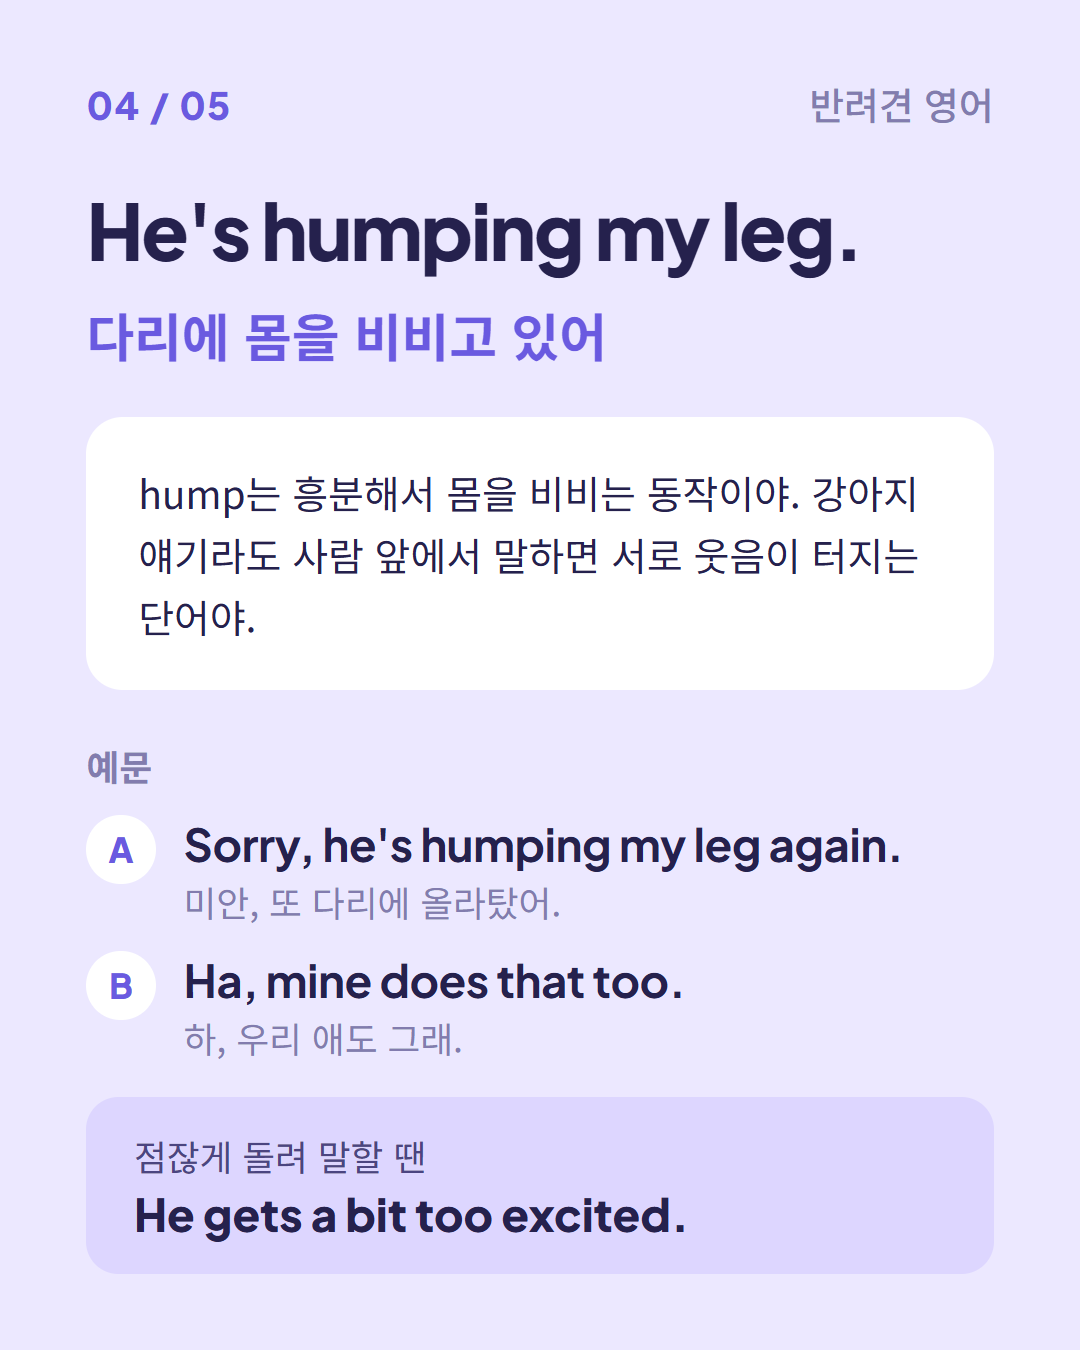 04 / 05
반려견 영어
He's humping my leg.
다리에 몸을 비비고 있어
hump는 흥분해서 몸을 비비는 동작이야. 강아지
얘기라도 사람 앞에서 말하면 서로 웃음이 터지는
단어야.
예문
A
Sorry, he's humping my leg again.
미안, 또 다리에 올라탔어.
B
Ha, mine does that too.
하, 우리 애도 그래.
점잖게 돌려 말할 땐
He gets a bit too excited.